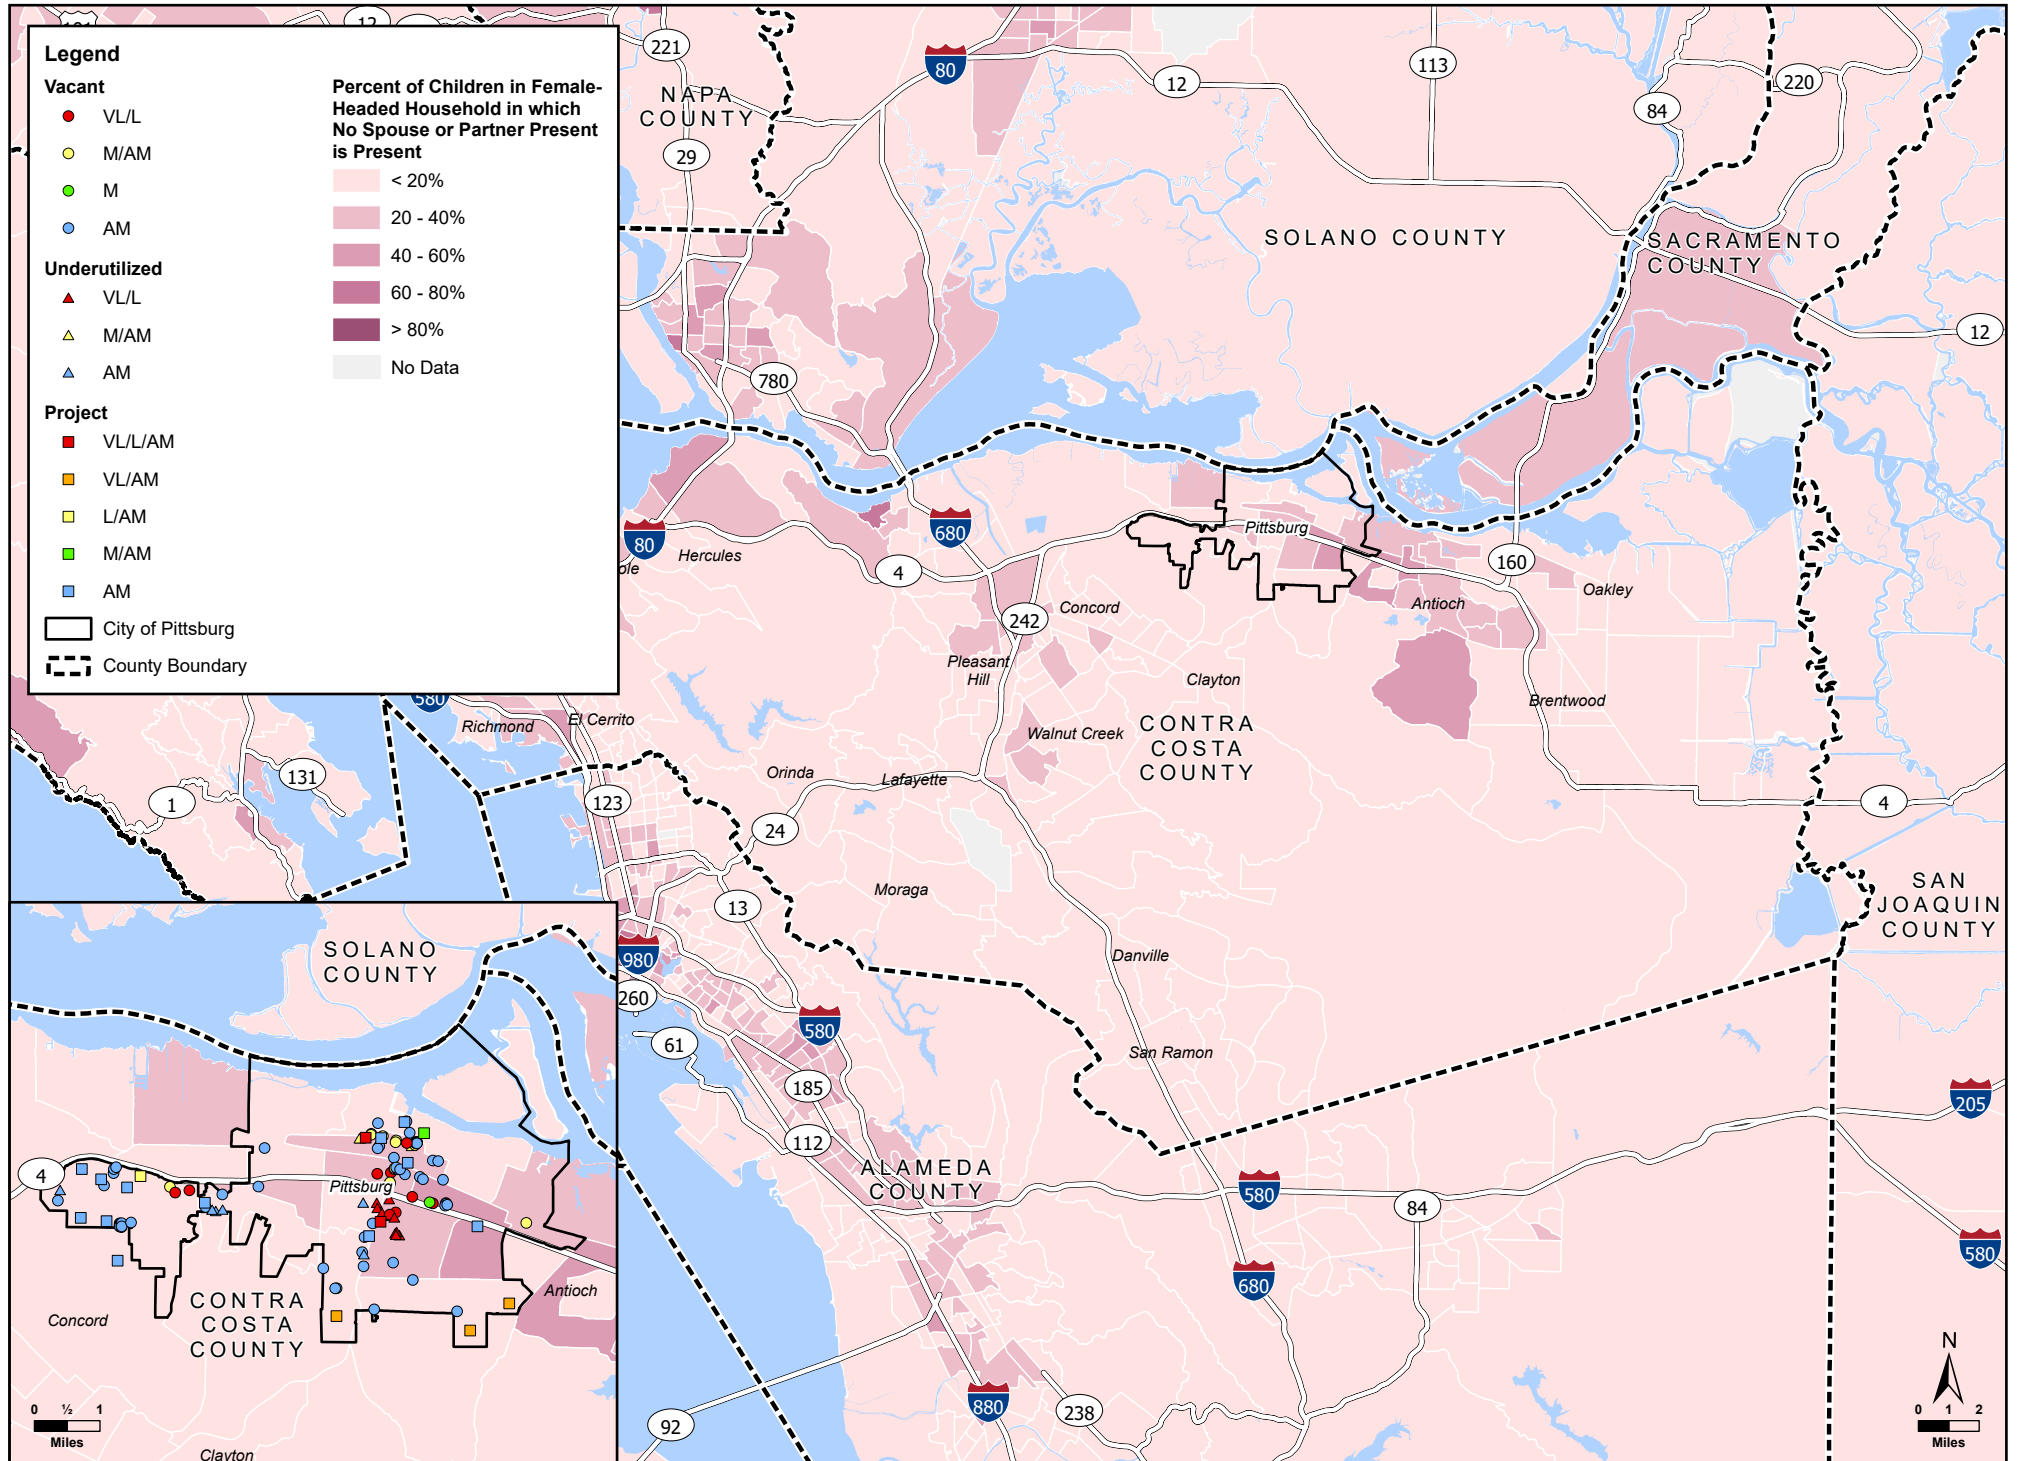 Legend
Vacant
VL/L
M/AM
M
AM
Underutilized
VL/L
M/AM
AM
Project
VL/L/AM
VL/AM
L/AM
M/AM
AM
City of Pittsburg
County Boundary
Percent of Children in Female-
Headed Household in which
No Spouse or Partner Present
is Present
< 20%
20 - 40%
40 - 60%
60 - 80%
> 80%
No Data
12
221
80
12
113
220
84
NAPA
COUNTY
29
SOLANO COUNTY
SACRAMENTO
COUNTY
12
780
80
Hercules
680
4
Pittsburg
160
Oakley
Antioch
Concord
242
Pleasant
Hill
Clayton
Brentwood
580
Richmond
El Cerrito
Walnut Creek
CONTRA
COSTA
COUNTY
131
1
123
Orinda
Lafayette
24
4
Moraga
13
SAN
JOAQUIN
COUNTY
980
Danville
260
580
61
San Ramon
185
205
112
ALAMEDA
COUNTY
580
84
580
680
880
238
92
SOLANO
COUNTY
4
Pittsburg
Antioch
Concord
CONTRA
COSTA
COUNTY
Clayton
0 ½ 1
Miles
N
0 1 2
Miles